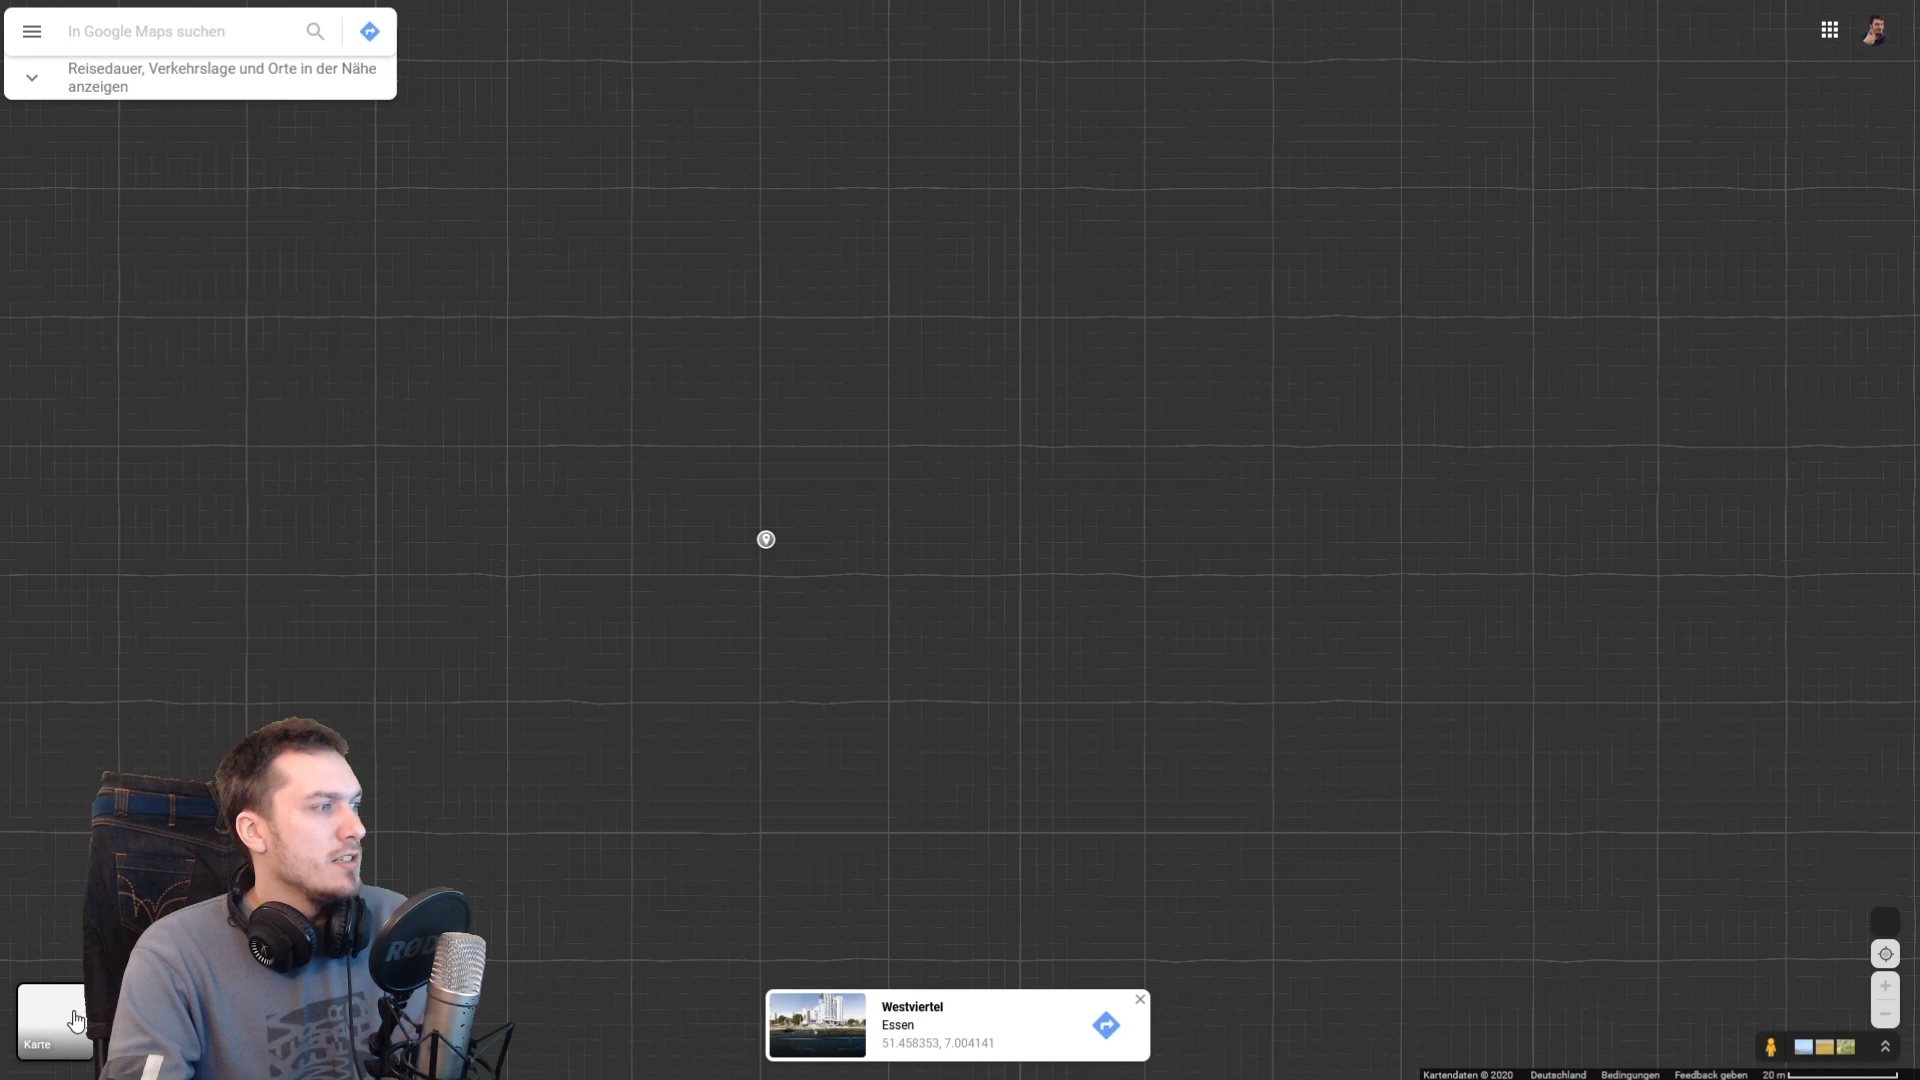 In Google Maps suchen
Reisedauer, Verkehrslage und Orte in der Nähe
anzeigen
Westviertel
Essen
51.458353, 7.004141
Karte
Kartendaten © 2020 Deutschland Bedingungen Feedback geben 20 m